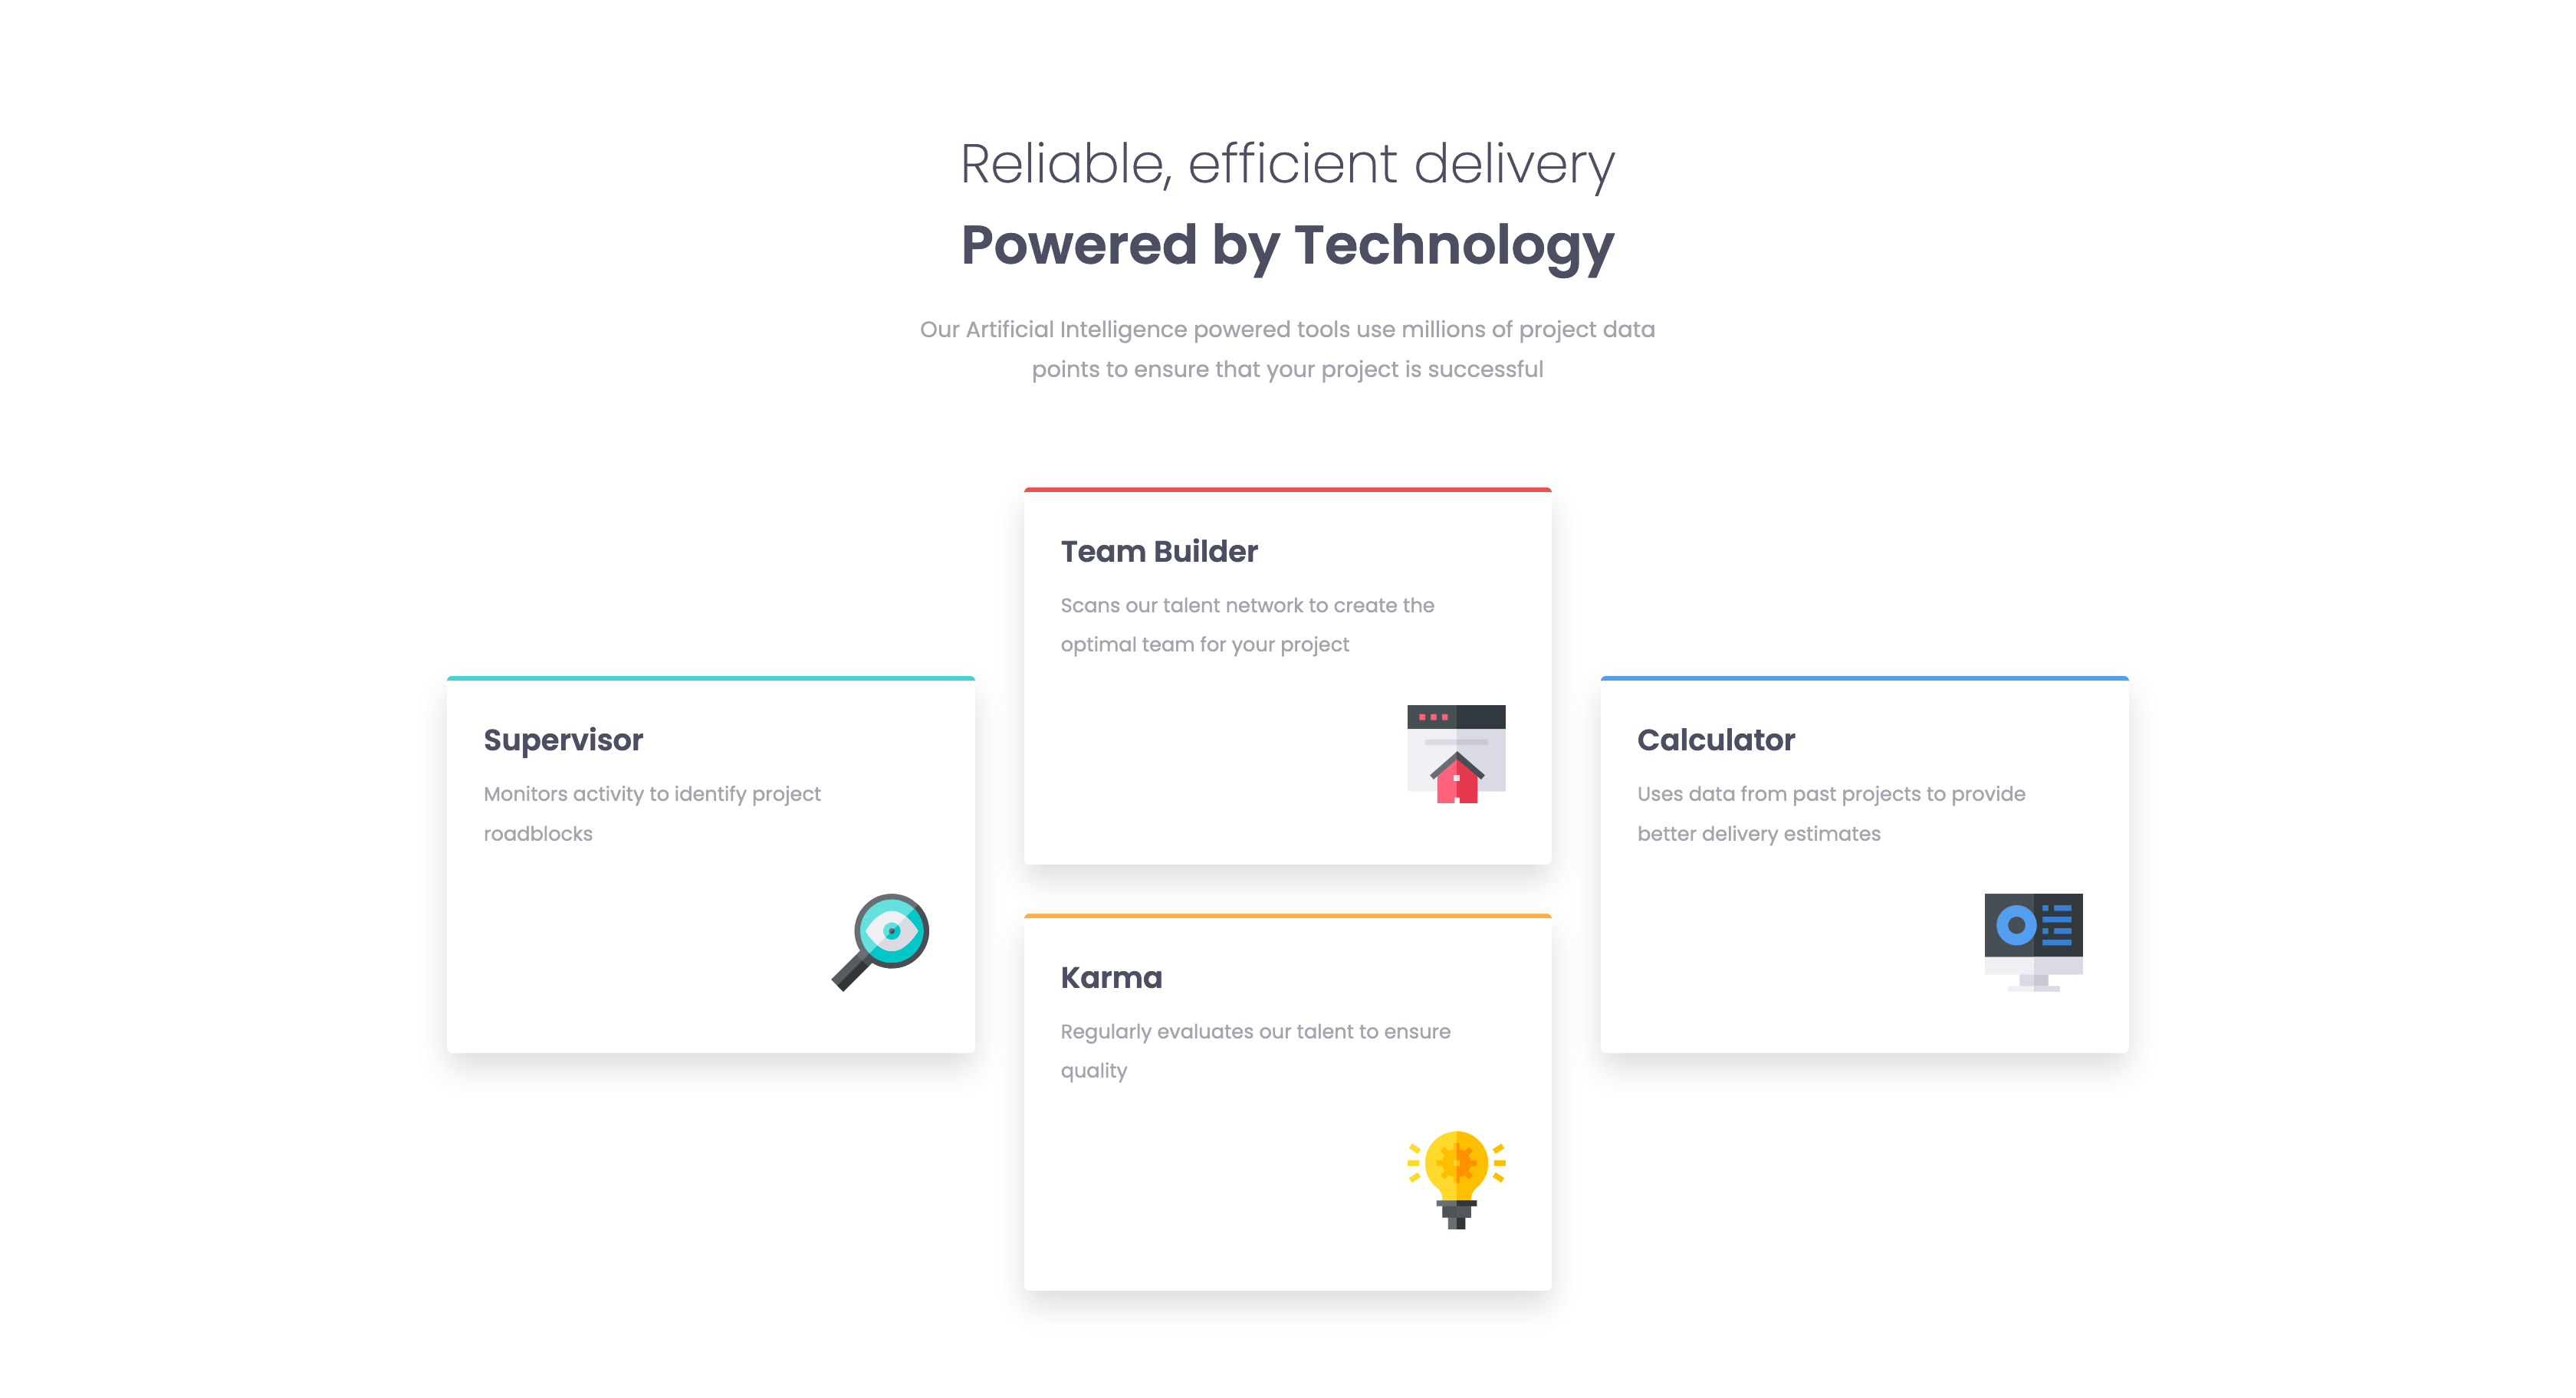 Reliable, efficient delivery
Powered by Technology
Our Artificial Intelligence powered tools use millions of project data
points to ensure that your project is successful
Supervisor
Monitors activity to identify project
roadblocks
Team Builder
Scans our talent network to create the
optimal team for your project
Karma
Regularly evaluates our talent to ensure
quality
Calculator
Uses data from past projects to provide
better delivery estimates